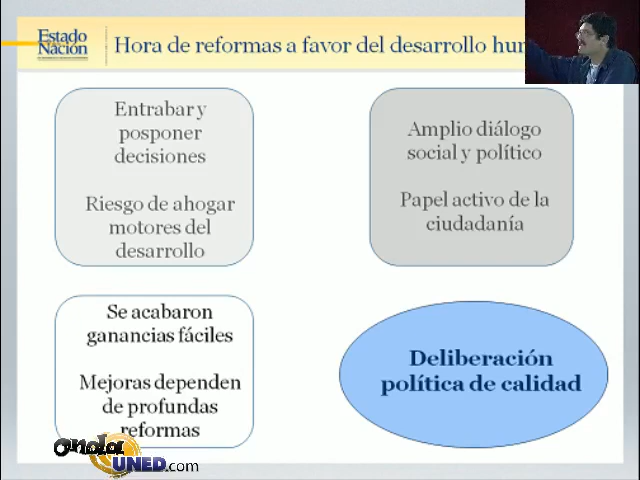 Estado
Nación
Hora de reformas a favor del desarrollo
Entrabar y
posponer
decisiones
Riesgo de ahogar
motores del
desarrollo
Amplio diálogo
social y político
Papel activo de la
ciudadanía
Se acabaron
ganancias fáciles
Mejoras dependen
de profundas
reformas
Deliberación
política de calidad
onda
UNED.com